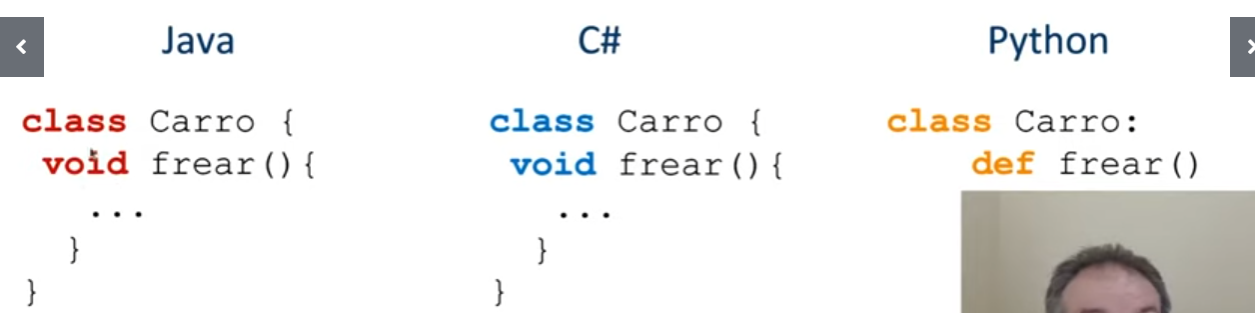 Java
class Carro {
void frear(){
...
}
}
C#
class Carro {
void frear(){
...
}
}
Python
class Carro:
def frear()